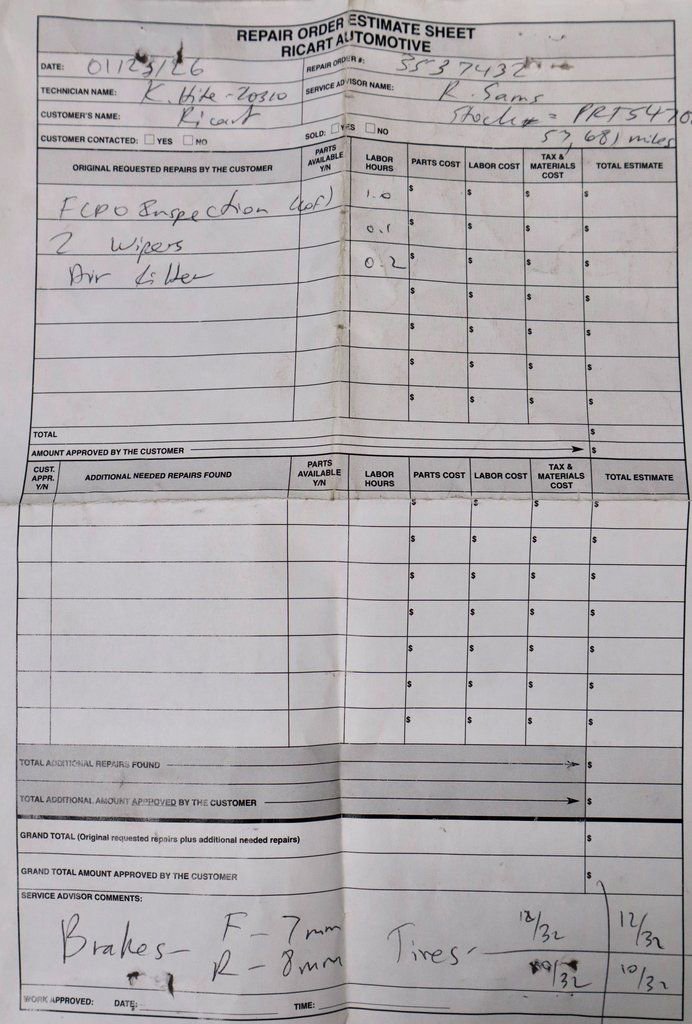 REPAIR ORDER ESTIMATE SHEET
RICART AUTOMOTIVE
DATE: 01/23/26 REPAIR ORDER #: 3537432
TECHNICIAN NAME: K. Hite - 20310 SERVICE ADVISOR NAME: R. Sams
CUSTOMER'S NAME: Ricart Stock # = PRT5470
CUSTOMER CONTACTED: YES NO SOLD: YES NO 57,681 miles
ORIGINAL REQUESTED REPAIRS BY THE CUSTOMER PARTS AVAILABLE Y/N LABOR HOURS PARTS COST LABOR COST TAX & MATERIALS COST TOTAL ESTIMATE
FCPO Inspection (lof) 1.0 $ $ $ $
2 Wipers 0.1 $ $ $ $
Air filter 0.2 $ $ $ $
$ $ $ $
$ $ $ $
$ $ $ $
$ $ $ $
TOTAL $
AMOUNT APPROVED BY THE CUSTOMER $
CUST. APPR. Y/N ADDITIONAL NEEDED REPAIRS FOUND PARTS AVAILABLE Y/N LABOR HOURS PARTS COST LABOR COST TAX & MATERIALS COST TOTAL ESTIMATE
$ $ $ $
$ $ $ $
$ $ $ $
$ $ $ $
$ $ $ $
$ $ $ $
$ $ $ $
TOTAL ADDITIONAL REPAIRS FOUND $
TOTAL ADDITIONAL AMOUNT APPROVED BY THE CUSTOMER $
GRAND TOTAL (Original requested repairs plus additional needed repairs) $
GRAND TOTAL AMOUNT APPROVED BY THE CUSTOMER $
SERVICE ADVISOR COMMENTS:
Brakes - F - 7mm Tires - 12/32 12/32
R - 8mm 10/32 10/32
WORK APPROVED: DATE: TIME: